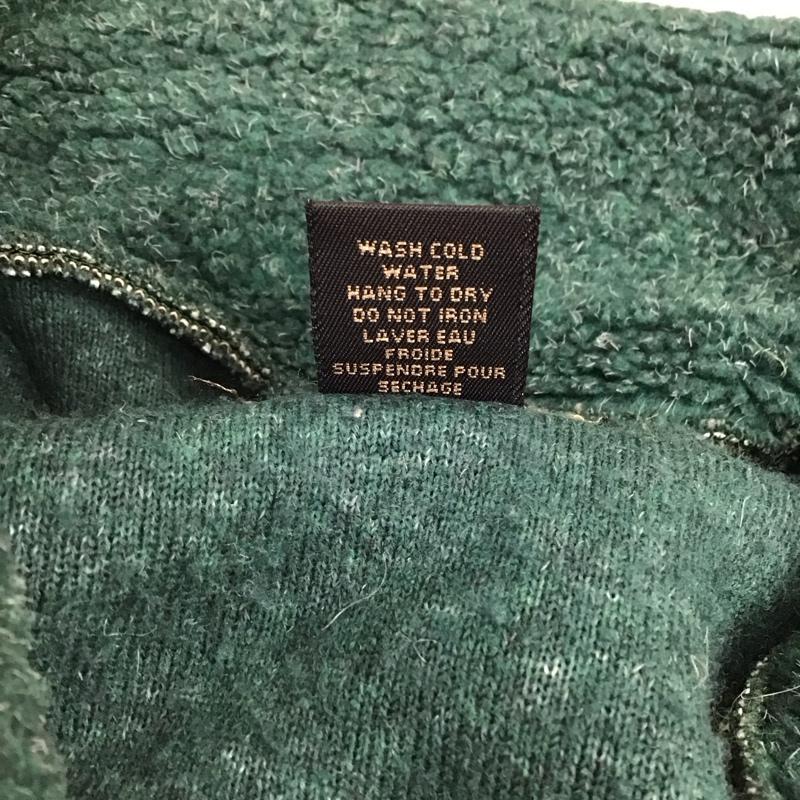 WASH COLD
WATER
HANG TO DRY
DO NOT IRON
LAVER EAU
FROIDE
SUSPENDRE POUR
SECHAGE